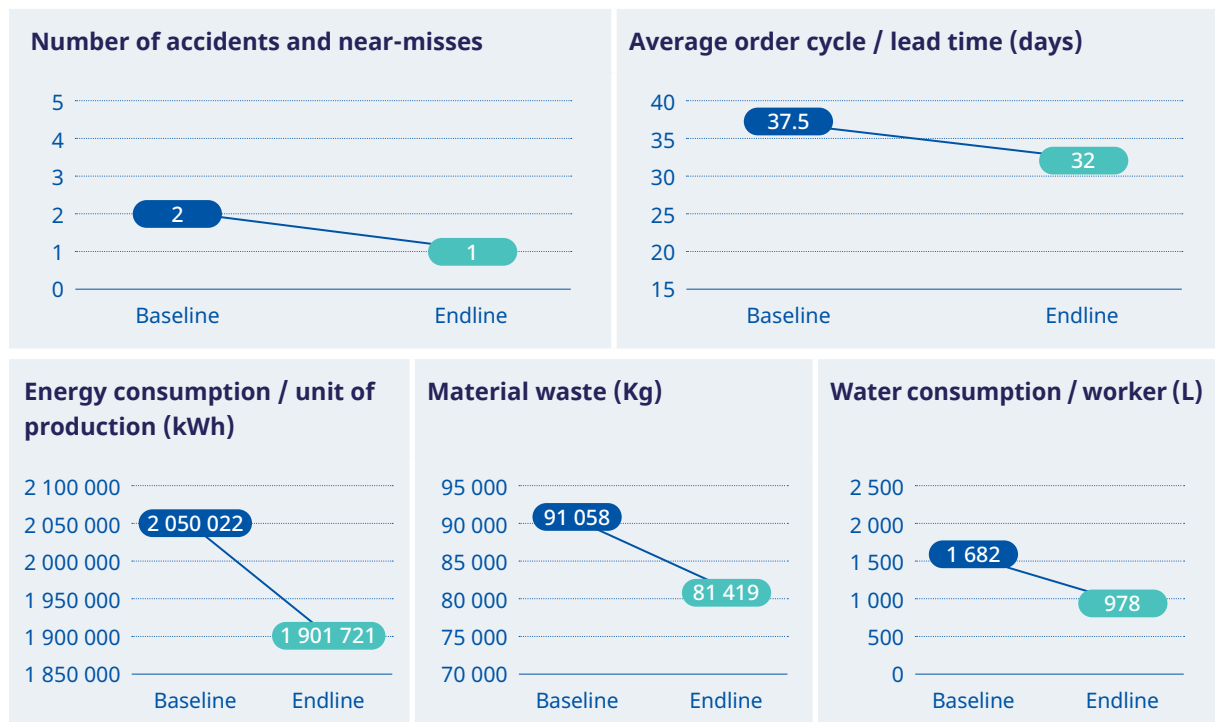 Number of accidents and near-misses
5
4
3
2
1
0
2
1
Baseline Endline
Average order cycle / lead time (days)
40
35
30
25
20
15
37.5
32
Baseline Endline
Energy consumption / unit of
production (kWh)
2 100 000
2 050 000
2 000 000
1 950 000
1 900 000
1 850 000
2 050 022
1 901 721
Baseline Endline
Material waste (Kg)
95 000
90 000
85 000
80 000
75 000
70 000
91 058
81 419
Baseline Endline
Water consumption / worker (L)
2 500
2 000
1 500
1 000
500
0
1 682
978
Baseline Endline